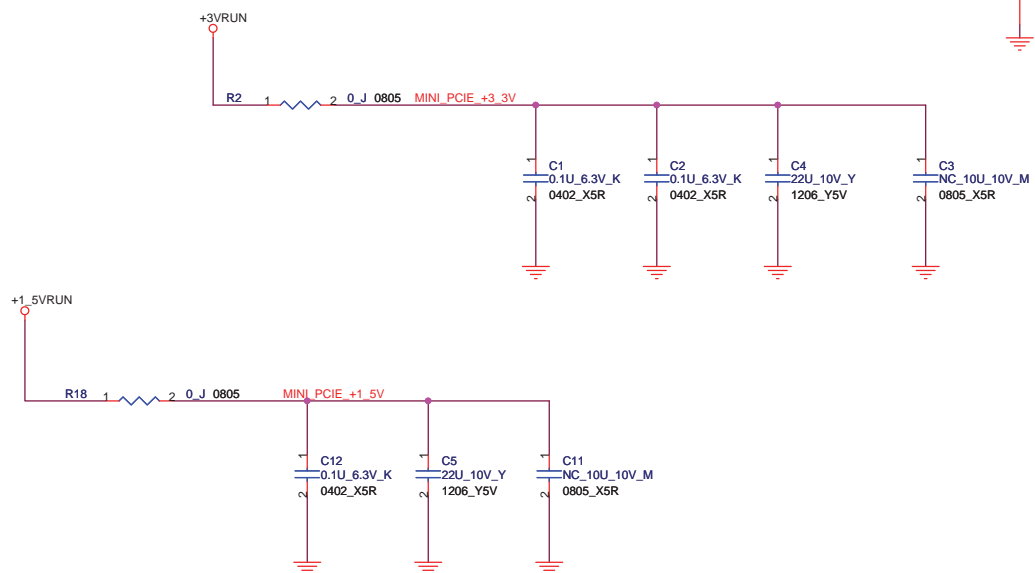 +3VRUN
R2 1 2 0_J 0805 MINI_PCIE_+3_3V
1 1 1 1
C1 C2 C4 C3
0.1U_6.3V_K 0.1U_6.3V_K 22U_10V_Y NC_10U_10V_M
2 2 2 2
0402_X5R 0402_X5R 1206_Y5V 0805_X5R
+1_5VRUN
R18 1 2 0_J 0805 MINI_PCIE_+1_5V
1 1 1
C12 C5 C11
0.1U_6.3V_K 22U_10V_Y NC_10U_10V_M
2 2 2
0402_X5R 1206_Y5V 0805_X5R